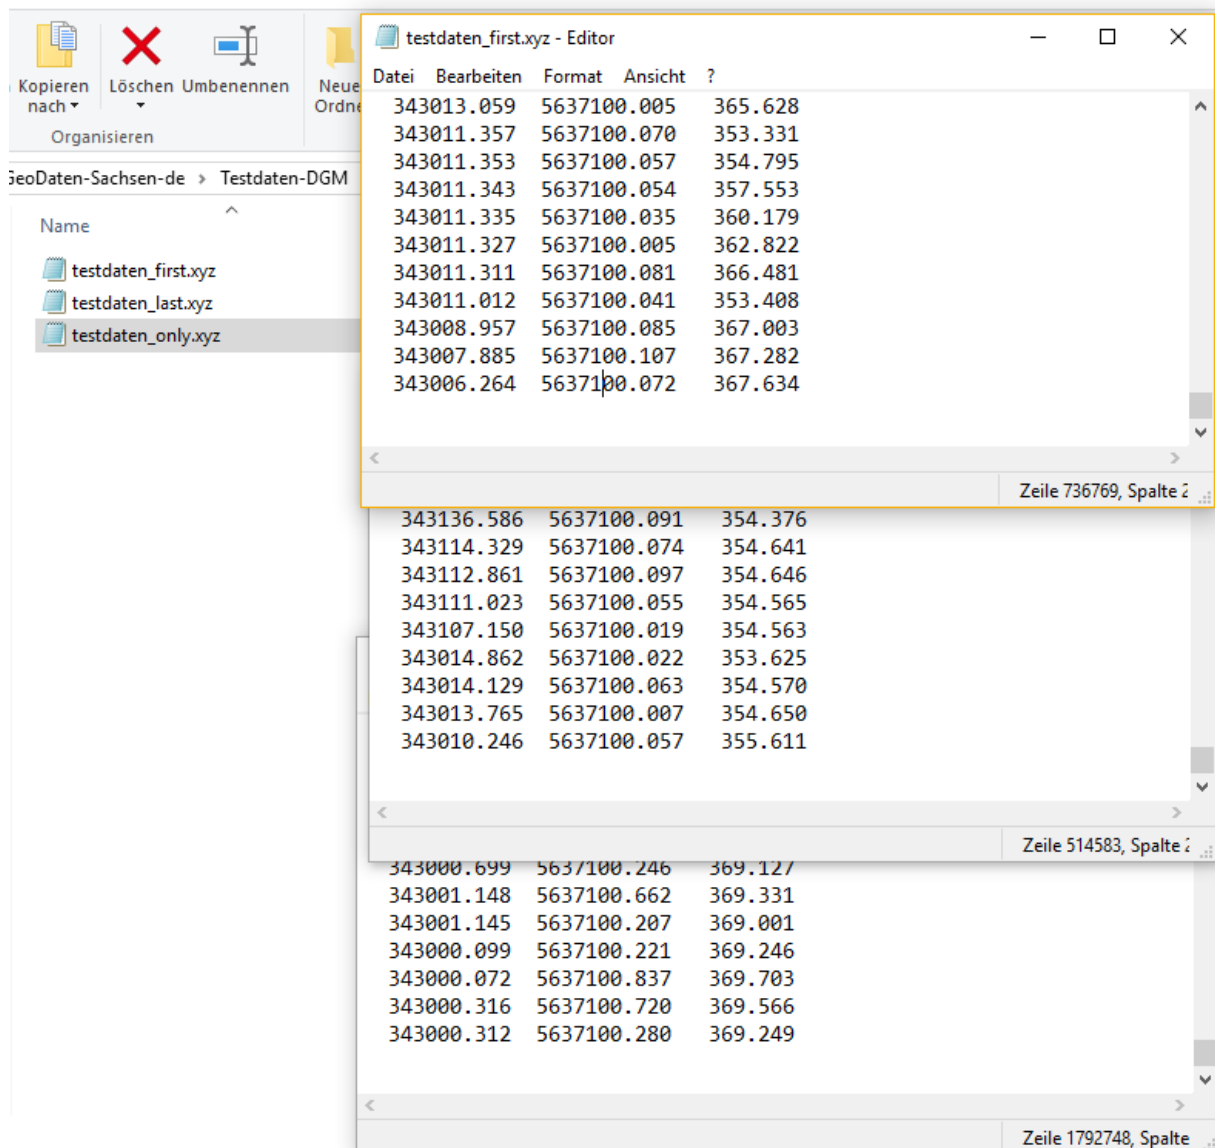 Kopieren nach
Löschen
Umbenennen
Neue
Organisieren
GeoDaten-Sachsen-de > Testdaten-DGM
Name
testdaten_first.xyz
testdaten_last.xyz
testdaten_only.xyz
testdaten_first.xyz - Editor
Datei Bearbeiten Format Ansicht ?
343013.059 5637100.005 365.628
343011.357 5637100.070 353.331
343011.353 5637100.057 354.795
343011.343 5637100.054 357.553
343011.335 5637100.035 360.179
343011.327 5637100.005 362.822
343011.311 5637100.081 366.481
343011.012 5637100.041 353.408
343008.957 5637100.085 367.003
343007.885 5637100.107 367.282
343006.264 5637100.072 367.634
Zeile 736769, Spalte 2
343136.586 5637100.091 354.376
343114.329 5637100.074 354.641
343112.861 5637100.097 354.646
343111.023 5637100.055 354.565
343107.150 5637100.019 354.563
343014.862 5637100.022 353.625
343014.129 5637100.063 354.570
343013.765 5637100.007 354.650
343010.246 5637100.057 355.611
Zeile 514583, Spalte 2
343000.699 5637100.246 369.127
343001.148 5637100.662 369.331
343001.145 5637100.207 369.001
343000.099 5637100.221 369.246
343000.072 5637100.837 369.703
343000.316 5637100.720 369.566
343000.312 5637100.280 369.249
Zeile 1792748, Spalte